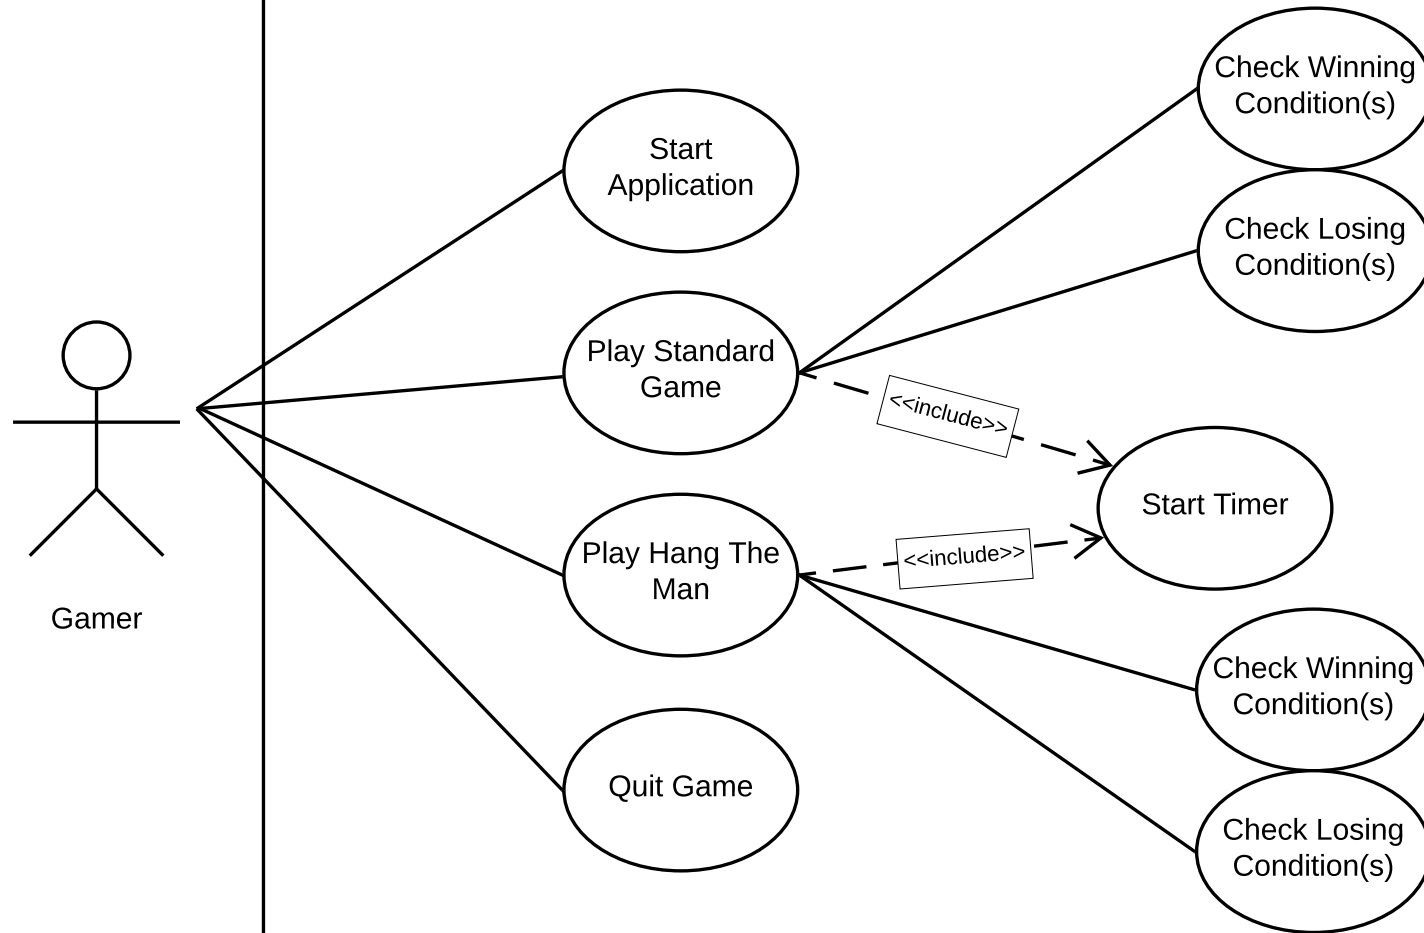 Check Winning
Condition(s)
Start
Application
Check Losing
Condition(s)
Play Standard
Game
<<include>>
Start Timer
Play Hang The
Man
<<include>>
Gamer
Check Winning
Condition(s)
Quit Game
Check Losing
Condition(s)